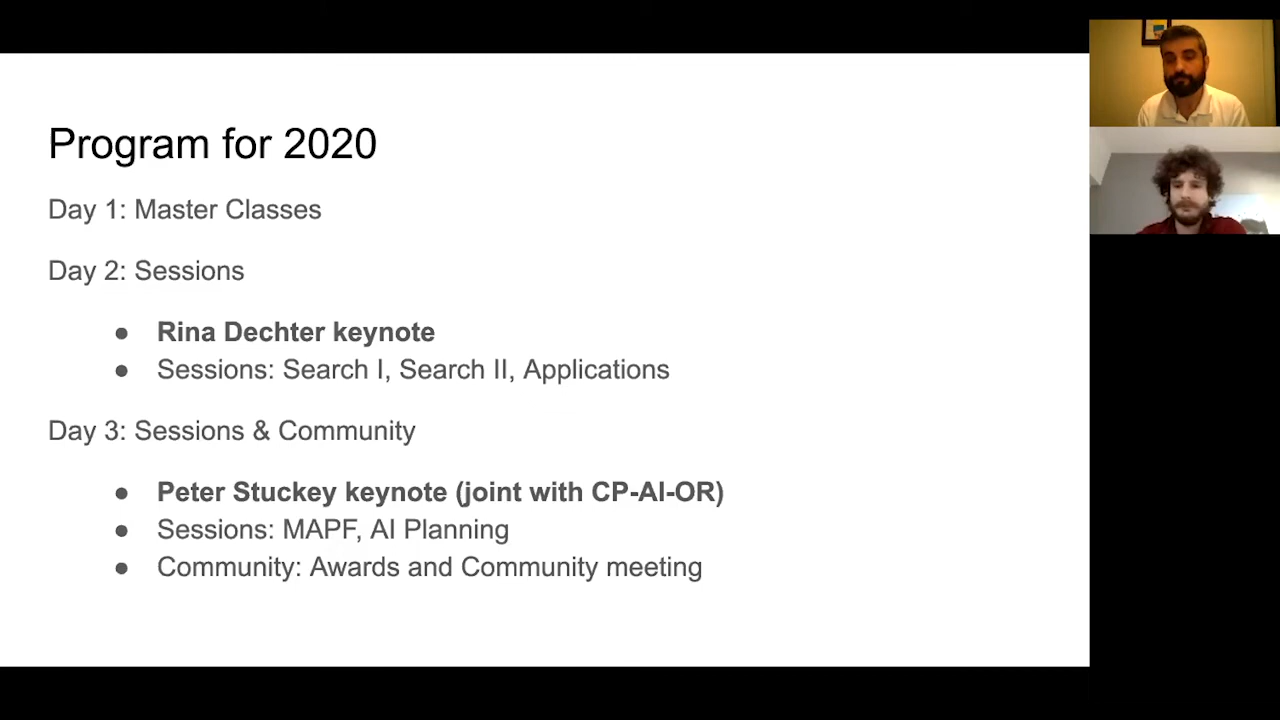 Program for 2020
Day 1: Master Classes
Day 2: Sessions
● Rina Dechter keynote
● Sessions: Search I, Search II, Applications
Day 3: Sessions & Community
● Peter Stuckey keynote (joint with CP-AI-OR)
● Sessions: MAPF, AI Planning
● Community: Awards and Community meeting